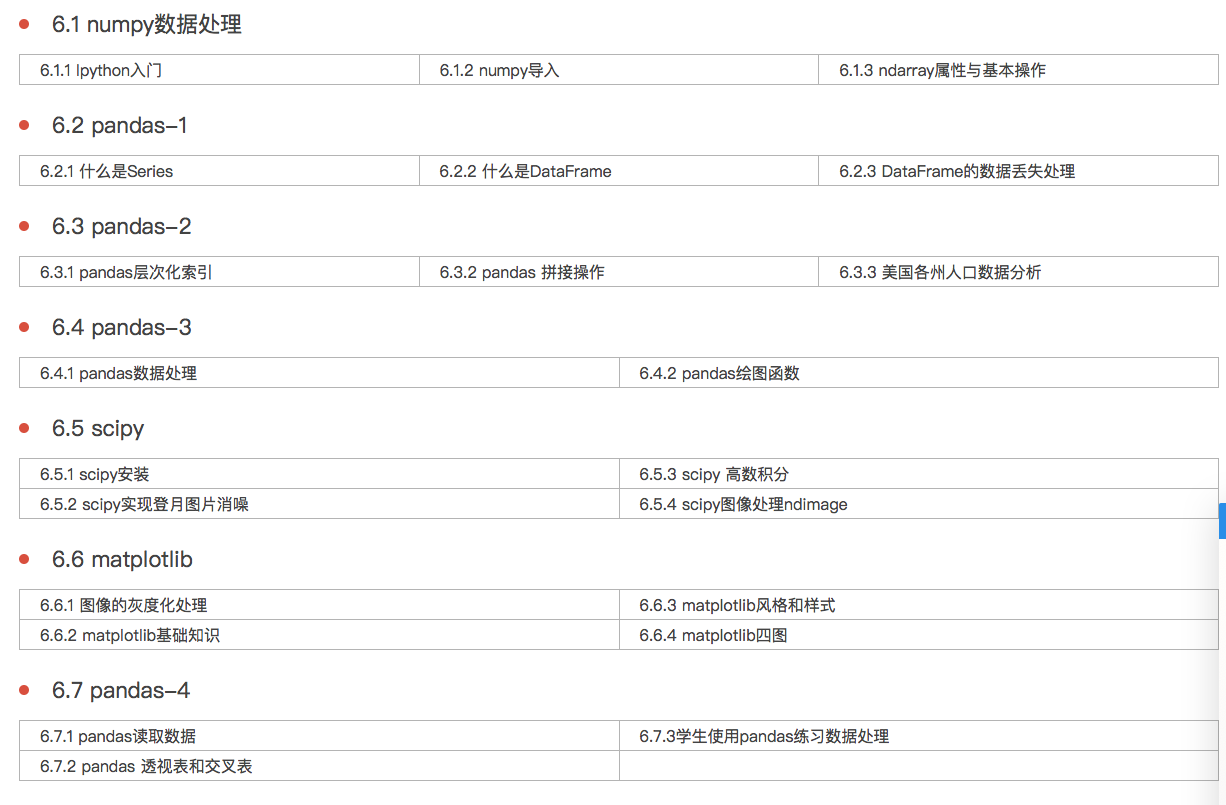 6.1 numpy数据处理
6.1.1 Ipython入门 6.1.2 numpy导入 6.1.3 ndarray属性与基本操作
6.2 pandas-1
6.2.1 什么是Series 6.2.2 什么是DataFrame 6.2.3 DataFrame的数据丢失处理
6.3 pandas-2
6.3.1 pandas层次化索引 6.3.2 pandas 拼接操作 6.3.3 美国各州人口数据分析
6.4 pandas-3
6.4.1 pandas数据处理 6.4.2 pandas绘图函数
6.5 scipy
6.5.1 scipy安装 6.5.3 scipy 高数积分
6.5.2 scipy实现登月图片消噪 6.5.4 scipy图像处理ndimage
6.6 matplotlib
6.6.1 图像的灰度化处理 6.6.3 matplotlib风格和样式
6.6.2 matplotlib基础知识 6.6.4 matplotlib四图
6.7 pandas-4
6.7.1 pandas读取数据 6.7.3学生使用pandas练习数据处理
6.7.2 pandas 透视表和交叉表